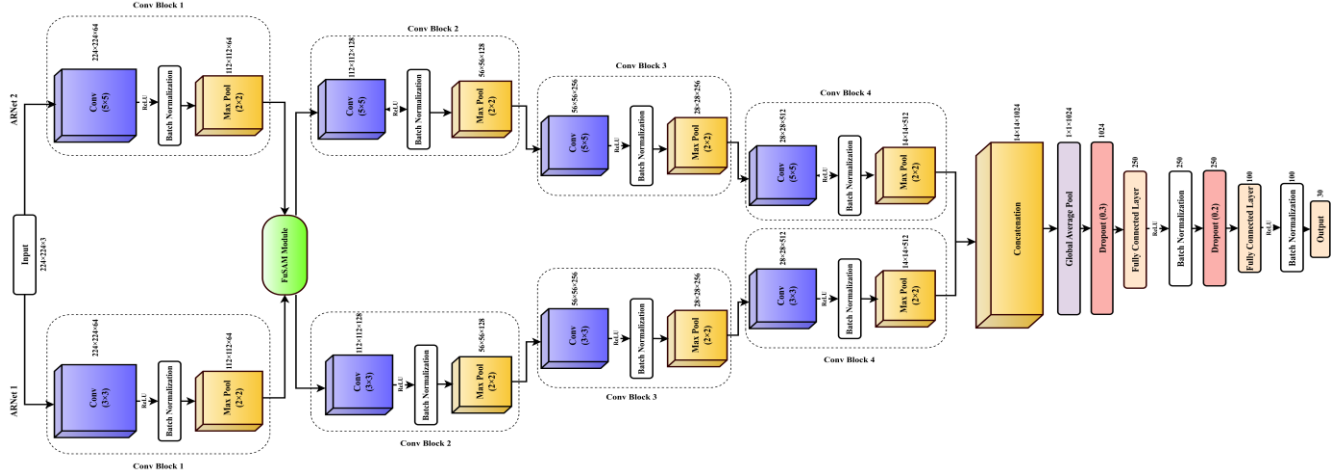 Conv Block 1
ARNet 2
224×224×64
Conv
(5×5)
ReLU
Batch Normalization
112×112×64
Max Pool
(2×2)
Input
224×224×3
ARNet 1
224×224×64
Conv
(3×3)
ReLU
Batch Normalization
112×112×64
Max Pool
(2×2)
Conv Block 1
FuSAM Module
Conv Block 2
112×112×128
Conv
(5×5)
ReLU
Batch Normalization
56×56×128
Max Pool
(2×2)
112×112×128
Conv
(3×3)
ReLU
Batch Normalization
56×56×128
Max Pool
(2×2)
Conv Block 2
Conv Block 3
56×56×256
Conv
(5×5)
ReLU
Batch Normalization
28×28×256
Max Pool
(2×2)
56×56×256
Conv
(3×3)
ReLU
Batch Normalization
28×28×256
Max Pool
(2×2)
Conv Block 3
Conv Block 4
28×28×512
Conv
(5×5)
ReLU
Batch Normalization
14×14×512
Max Pool
(2×2)
28×28×512
Conv
(3×3)
ReLU
Batch Normalization
14×14×512
Max Pool
(2×2)
Conv Block 4
14×14×1024
Concatenation
1×1×1024
Global Average Pool
1024
Dropout (0.3)
250
Fully Connected Layer
ReLU
250
Batch Normalization
250
Dropout (0.2)
100
Fully Connected Layer
ReLU
100
Batch Normalization
30
Output